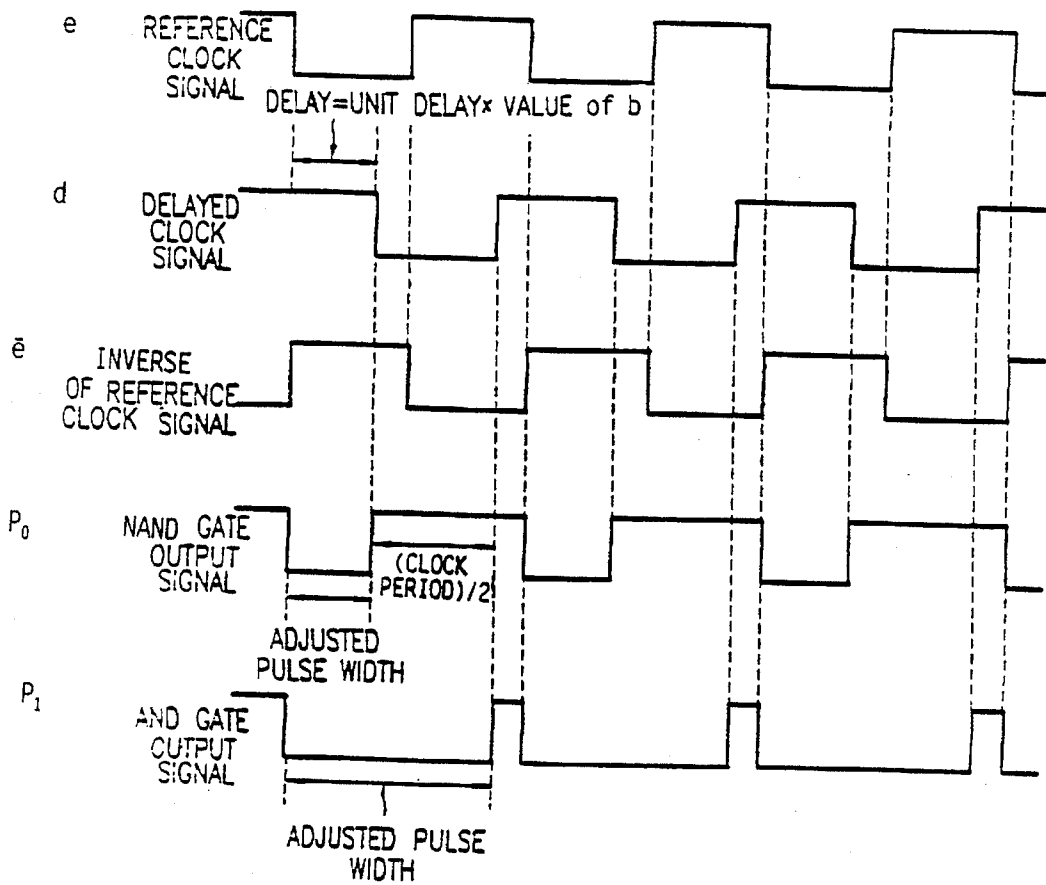 e REFERENCE
CLOCK
SIGNAL
DELAY=UNIT DELAY× VALUE of b
d DELAYED
CLOCK
SIGNAL
ē INVERSE
OF REFERENCE
CLOCK SIGNAL
P0 NAND GATE
OUTPUT
SIGNAL
(CLOCK
PERIOD)/2
ADJUSTED
PULSE WIDTH
P1 AND GATE
OUTPUT
SIGNAL
ADJUSTED PULSE
WIDTH